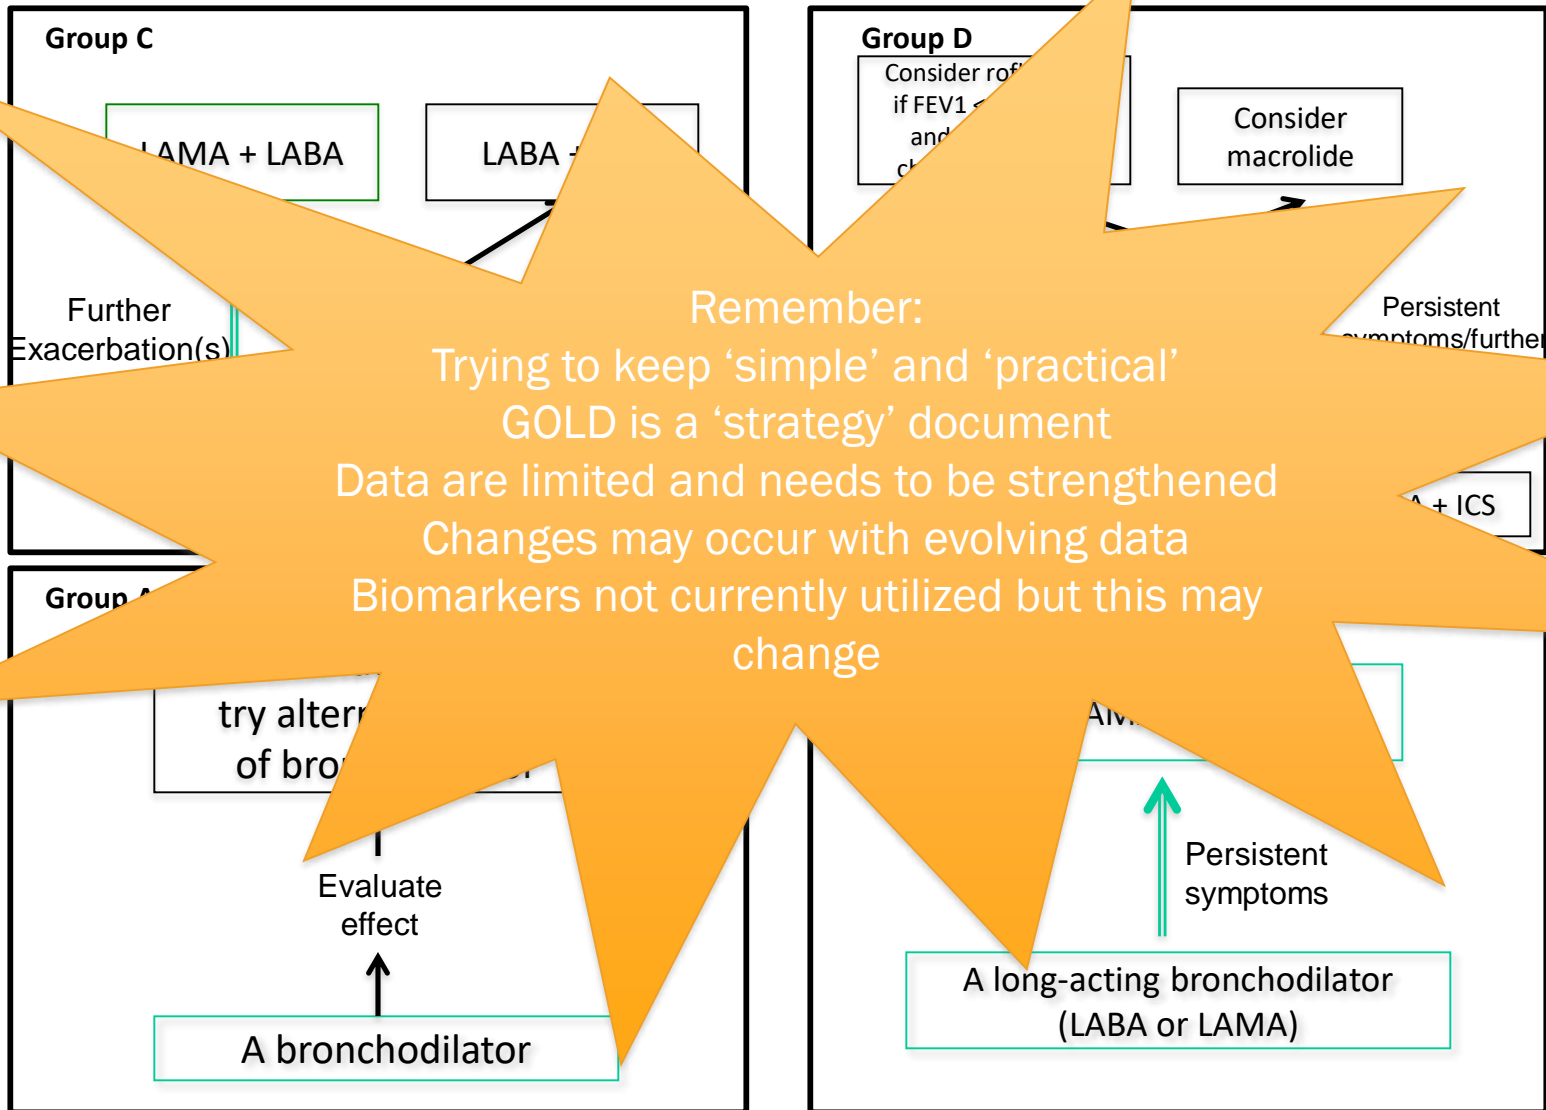 Group C
LAMA + LABA
LABA +
Further
Exacerbation(s)
Group D
Consider
if FEV1 <
and
Consider
macrolide
Persistent
symptoms/further
+ ICS
Remember:
Trying to keep ‘simple’ and ‘practical’
GOLD is a ‘strategy’ document
Data are limited and needs to be strengthened
Changes may occur with evolving data
Biomarkers not currently utilized but this may
change
Group A
try
of
Evaluate
effect
A bronchodilator
Persistent
symptoms
A long-acting bronchodilator
(LABA or LAMA)